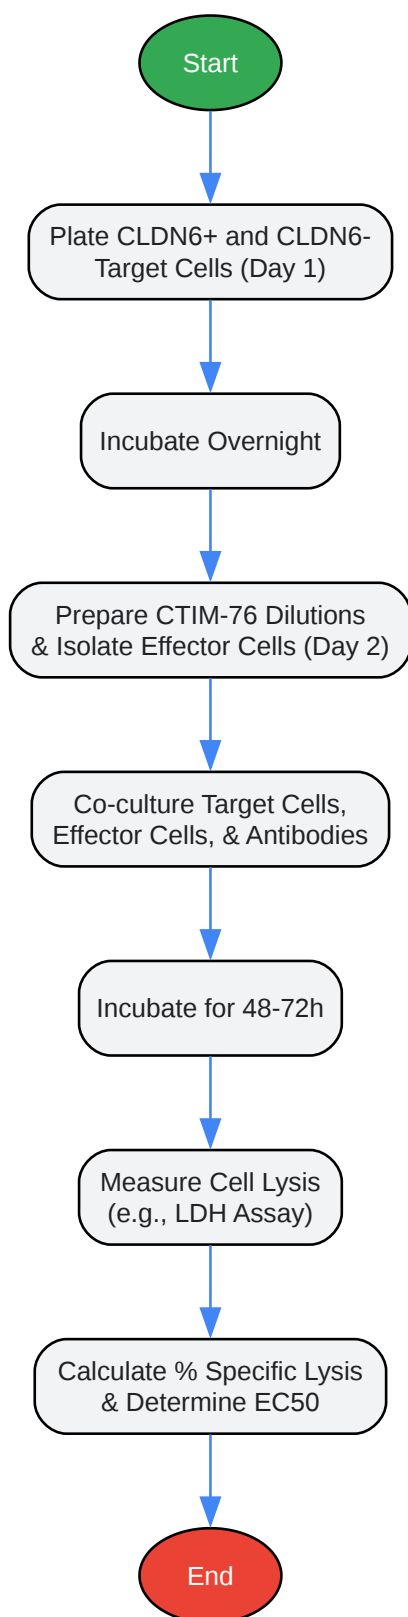 Start
Plate CLDN6+ and CLDN6-
Target Cells (Day 1)
Incubate Overnight
Prepare CTIM-76 Dilutions
& Isolate Effector Cells (Day 2)
Co-culture Target Cells,
Effector Cells, & Antibodies
Incubate for 48-72h
Measure Cell Lysis
(e.g., LDH Assay)
Calculate % Specific Lysis
& Determine EC50
End